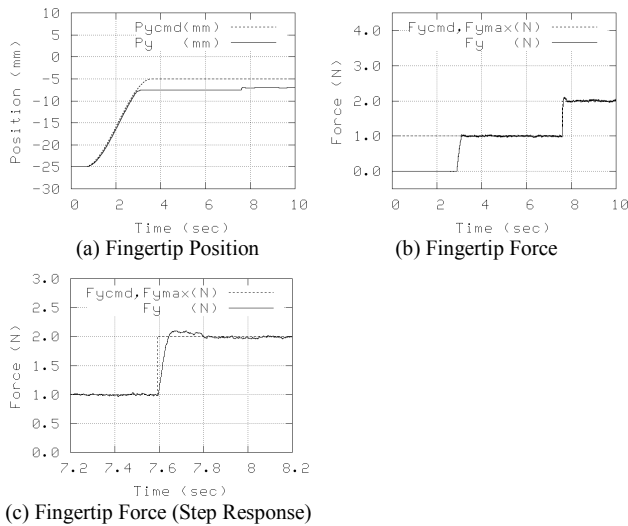 10
5
0
-5
-10
-15
-20
-25
-30
Position (mm)
Pycmd(mm)
Py (mm)
0 2 4 6 8 10
Time (sec)
(a) Fingertip Position
4.0
3.0
2.0
1.0
0.0
Force (N)
Fycmd,Fymax(N)
Fy (N)
0 2 4 6 8 10
Time (sec)
(b) Fingertip Force
3.0
2.5
2.0
1.5
1.0
0.5
0.0
Force (N)
Fycmd,Fymax(N)
Fy (N)
7.2 7.4 7.6 7.8 8 8.2
Time (sec)
(c) Fingertip Force (Step Response)